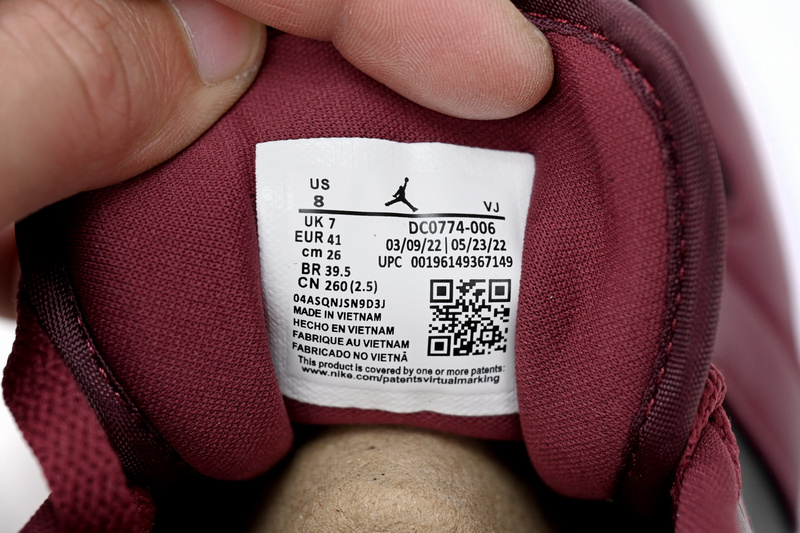 US
8
VJ
UK 7
EUR 41
cm 26
BR 39.5
CN 260 (2.5)
DC0774-006
03/09/22 | 05/23/22
UPC 00196149367149
04ASQNJSN9D3J
MADE IN VIETNAM
HECHO EN VIETNAM
FABRIQUE AU VIETNAM
FABRICADO NO VIETNÃ
This product is covered by one or more patents:
www.nike.com/patentsvirtualmarking